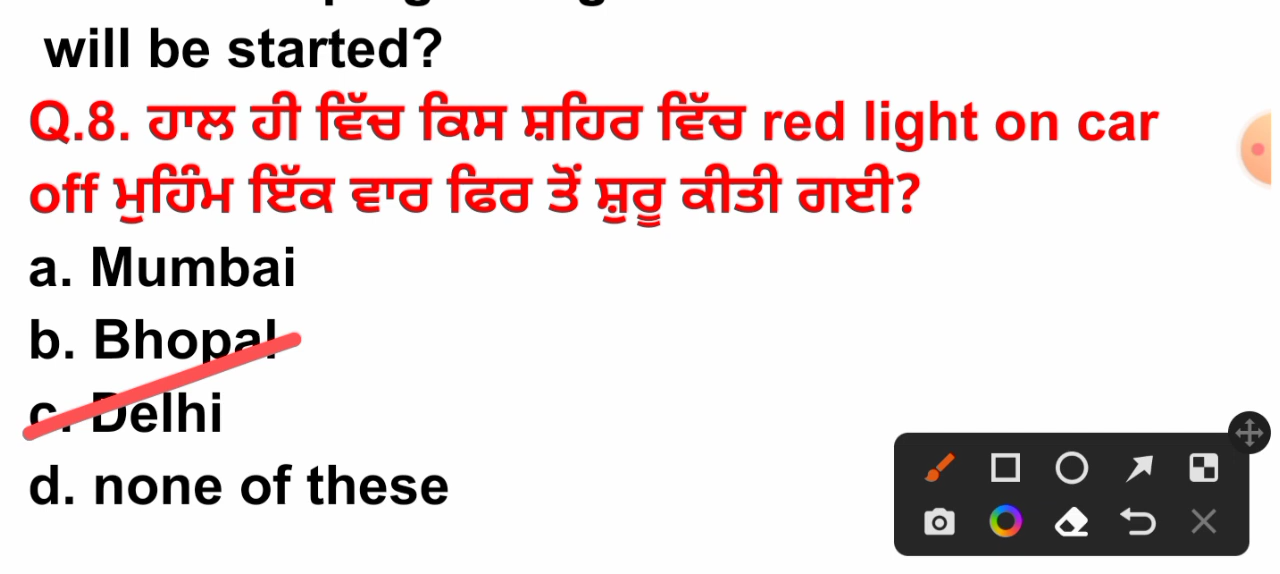 will be started?
Q.8. ਹਾਲ ਹੀ ਵਿੱਚ ਕਿਸ ਸ਼ਹਿਰ ਵਿੱਚ red light on car
off ਮੁਹਿੰਮ ਇੱਕ ਵਾਰ ਫਿਰ ਤੋਂ ਸ਼ੁਰੂ ਕੀਤੀ ਗਈ?
a. Mumbai
b. Bhopal
c. Delhi
d. none of these